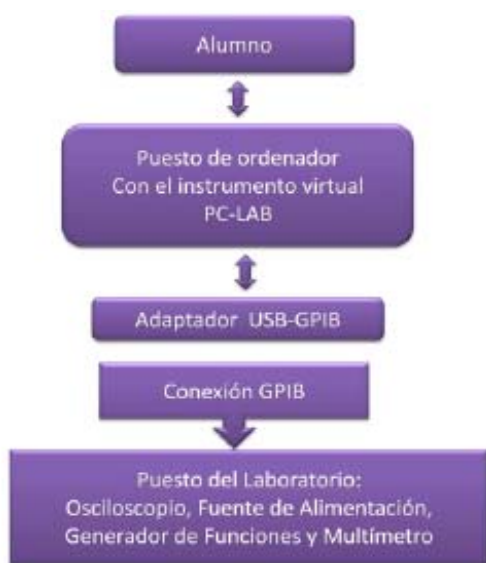 Alumno
Puesto de ordenador
Con el instrumento virtual
PC-LAB
Adaptador USB-GPIB
Conexión GPIB
Puesto del Laboratorio:
Osciloscopio, Fuente de Alimentación,
Generador de Funciones y Multímetro